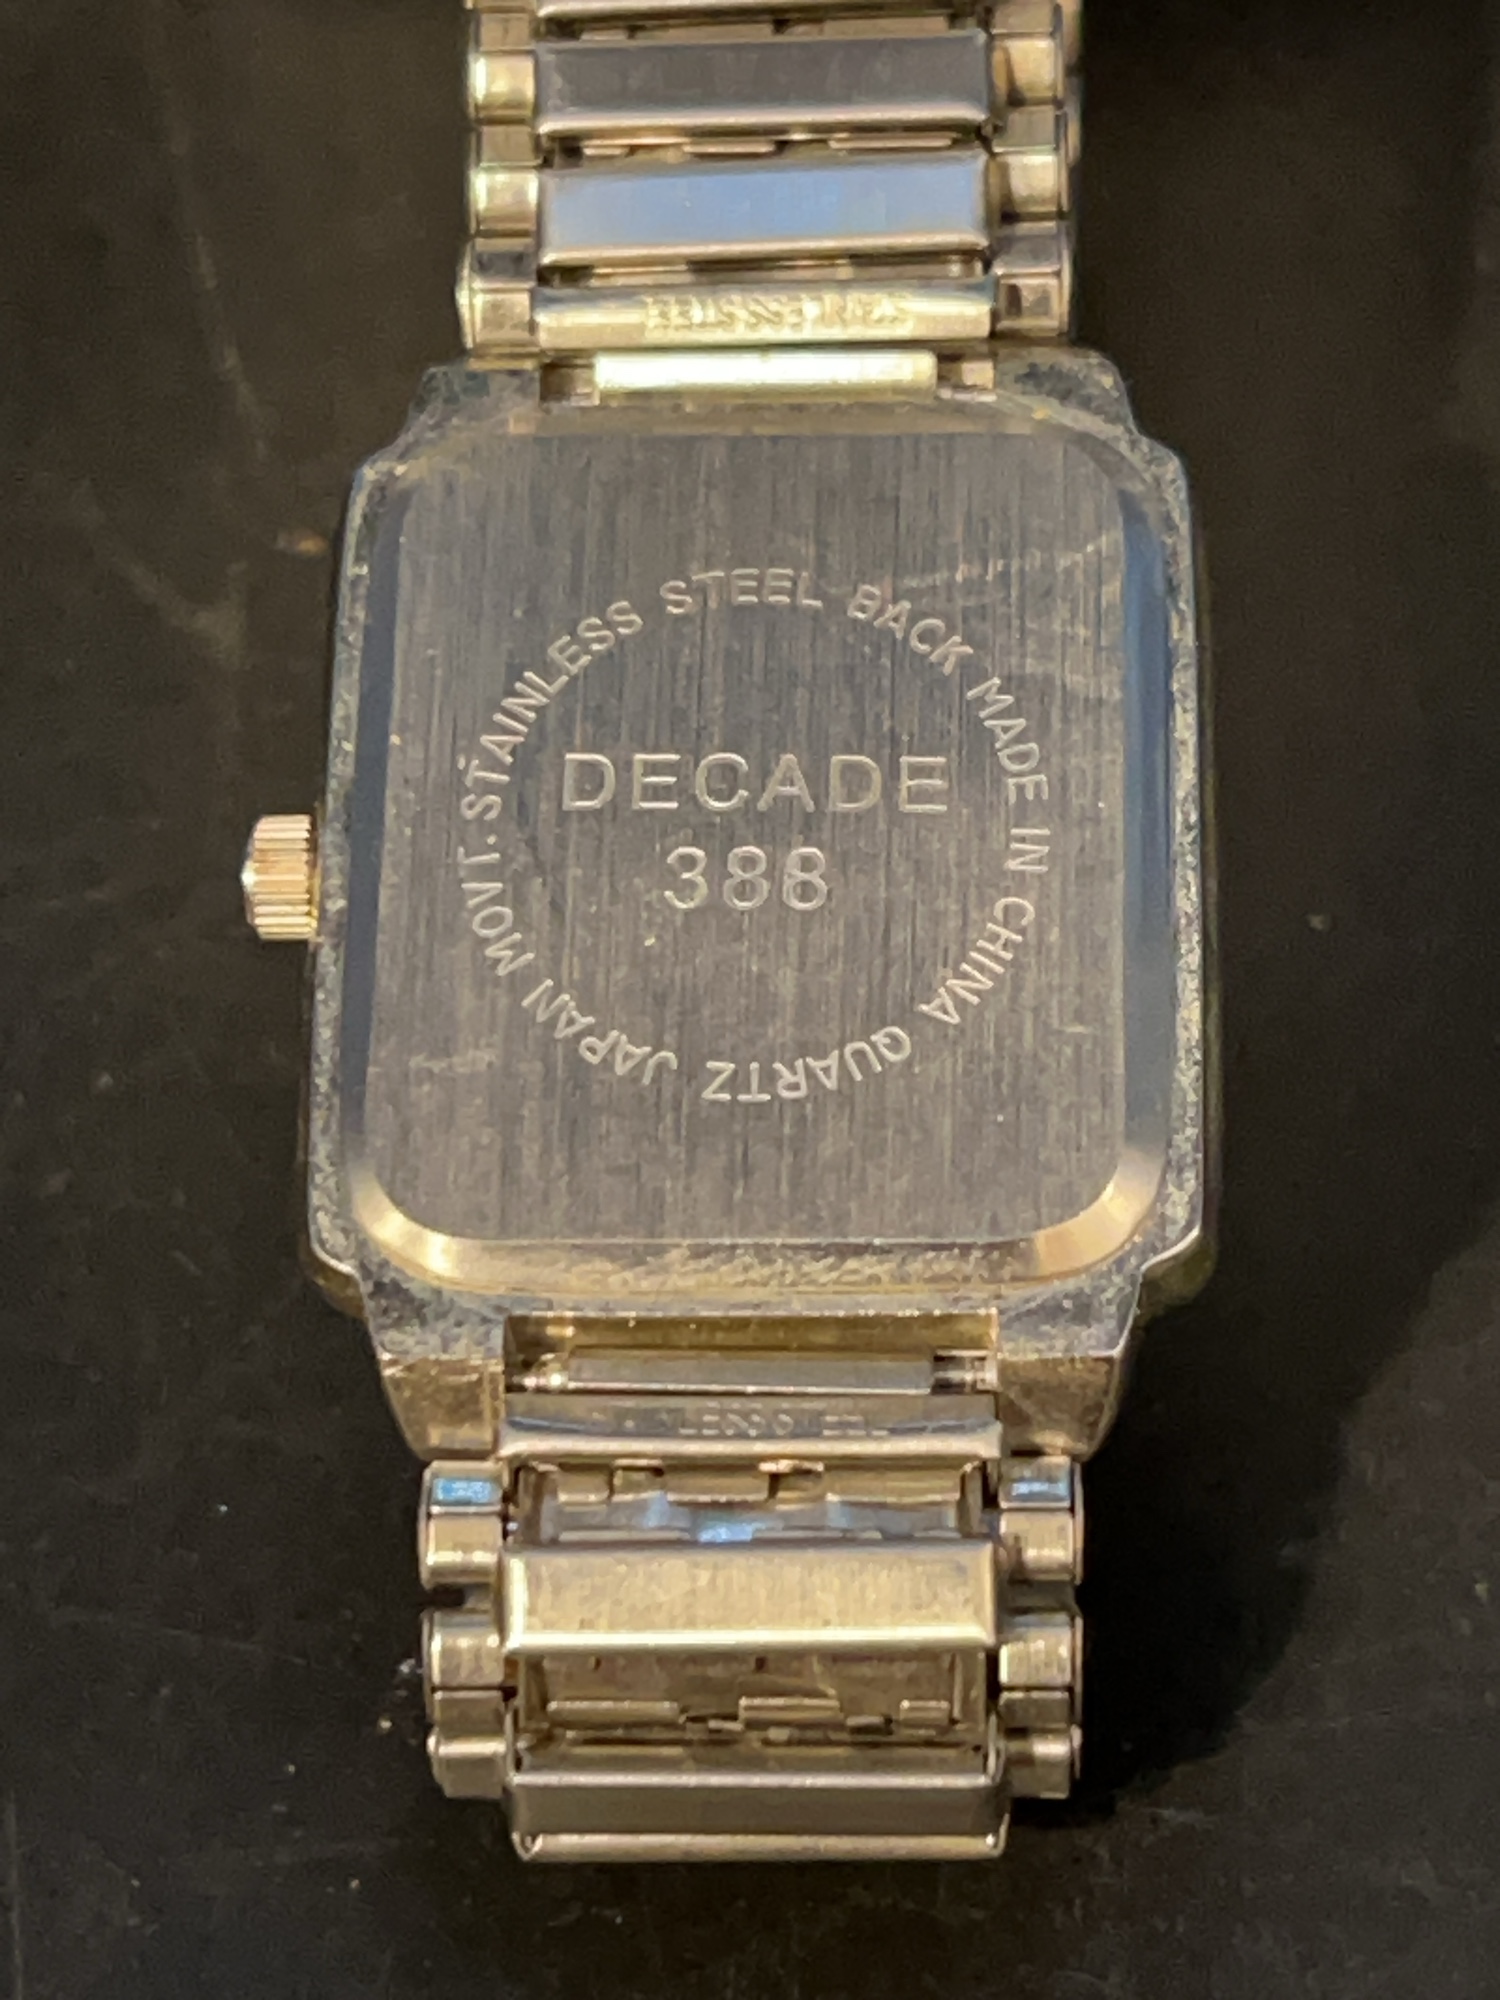 STAINLESS STEEL BACK MADE IN CHINA QUARTZ JAPAN MOVT.
DECADE
388